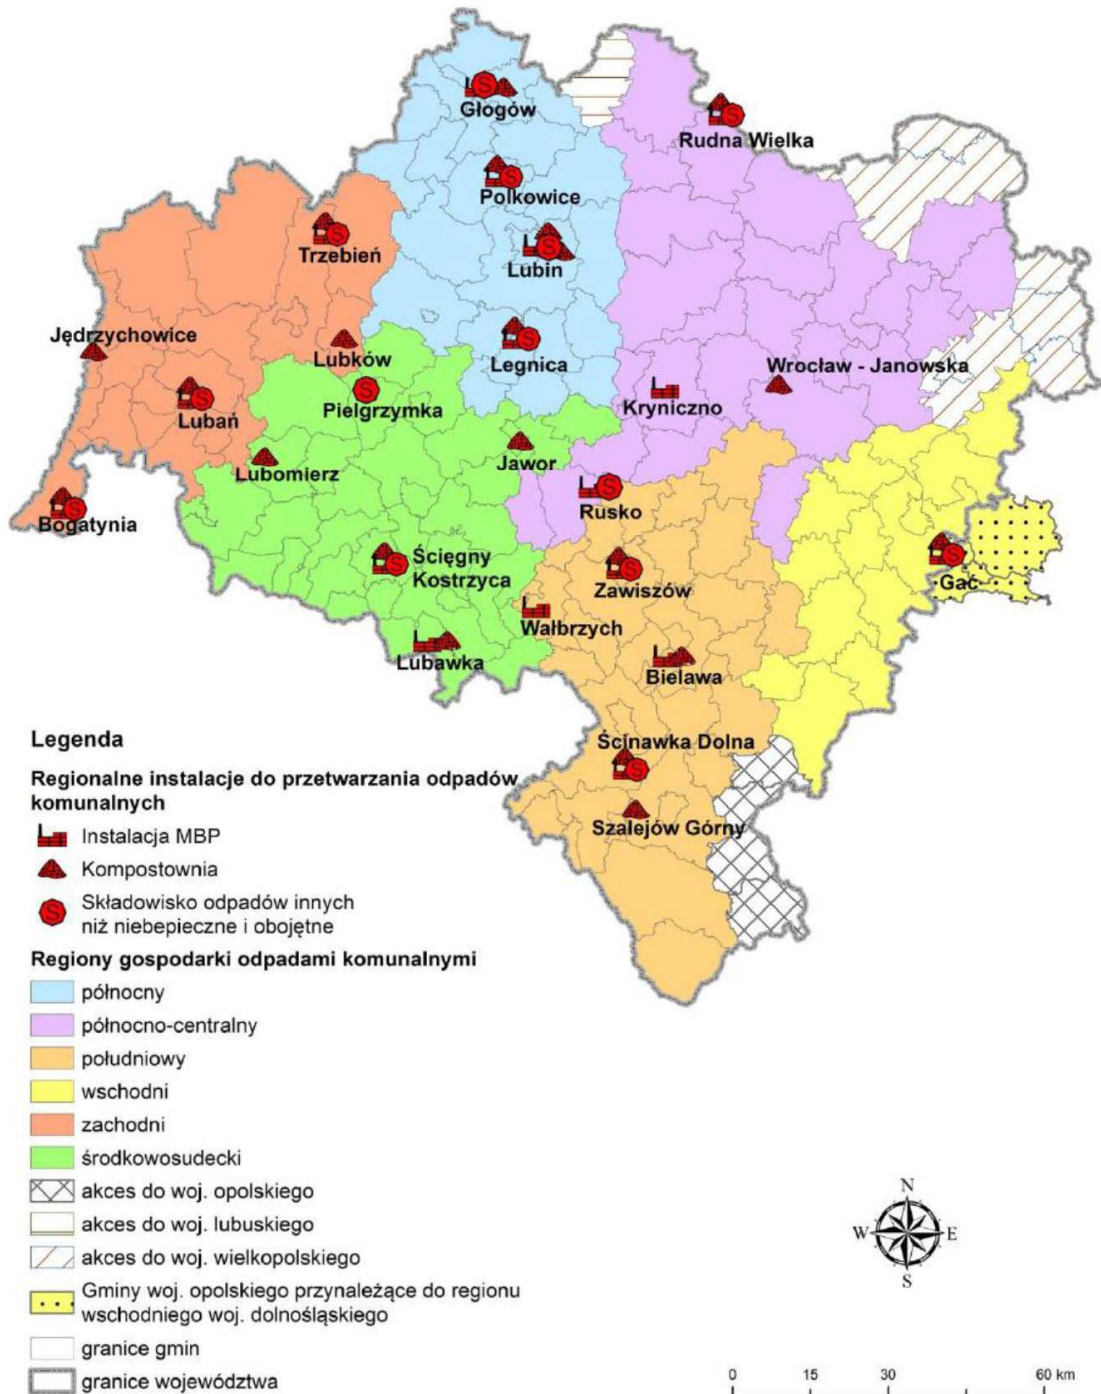 Głogów
Rudna Wielka
Polkowice
Trzebień
Lubin
Jędrzychowice
Lubków
Legnica
Wrocław - Janowska
Pielgrzymka
Kryniczno
Lubań
Lubomierz
Jawor
Bogatynia
Rusko
Ścięgny
Kostrzyca
Zawiszów
Gać
Wałbrzych
Lubawka
Bielawa
Ścinawka Dolna
Szalejów Górny
Legenda
Regionalne instalacje do przetwarzania odpadów
komunalnych
Instalacja MBP
Kompostownia
S Składowisko odpadów innych
niż niebepieczne i obojętne
Regiony gospodarki odpadami komunalnymi
północny
północno-centralny
południowy
wschodni
zachodni
środkowosudecki
akces do woj. opolskiego
akces do woj. lubuskiego
akces do woj. wielkopolskiego
Gminy woj. opolskiego przynależące do regionu
wschodniego woj. dolnośląskiego
granice gmin
granice województwa
N
W E
S
0 15 30 60 km